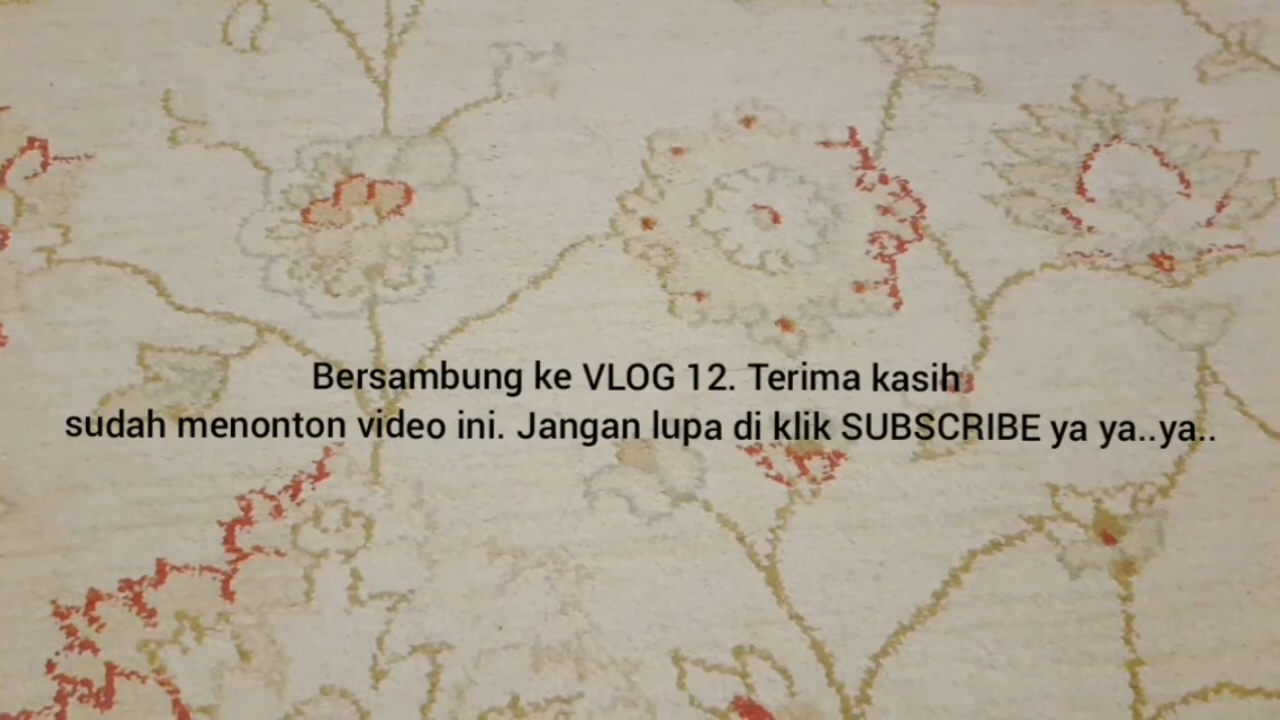 Bersambung ke VLOG 12. Terima kasih
sudah menonton video ini. Jangan lupa di klik SUBSCRIBE ya ya..ya..